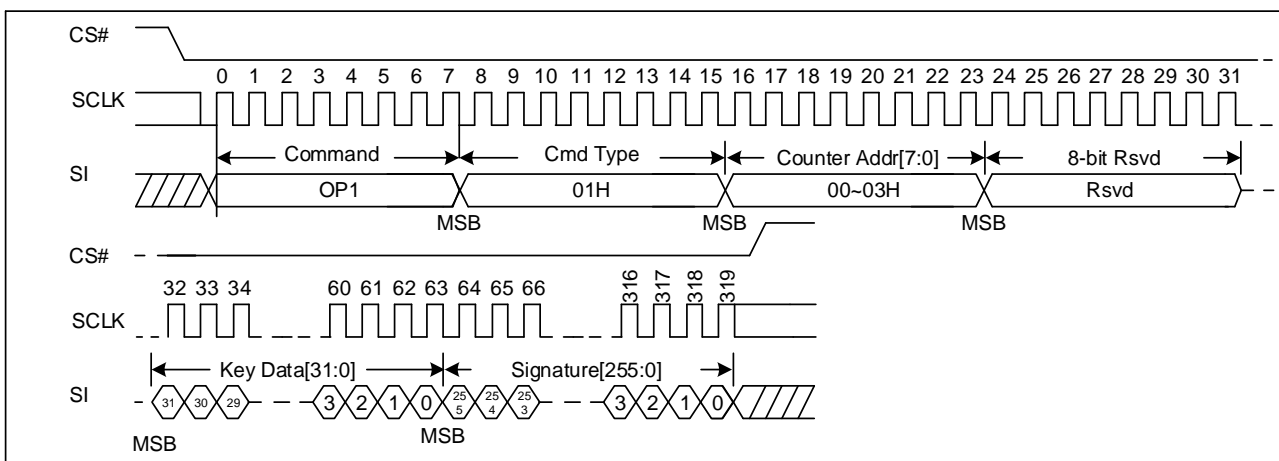 CS#
0 1 2 3 4 5 6 7 8 9 10 11 12 13 14 15 16 17 18 19 20 21 22 23 24 25 26 27 28 29 30 31
SCLK
Command Cmd Type Counter Addr[7:0] 8-bit Rsvd
SI
OP1 01H 00~03H Rsvd
MSB MSB MSB
CS#
32 33 34 60 61 62 63 64 65 66 316 317 318 319
SCLK
Key Data[31:0] Signature[255:0]
SI
31 30 29 3 2 1 0 255 254 253 3 2 1 0
MSB MSB